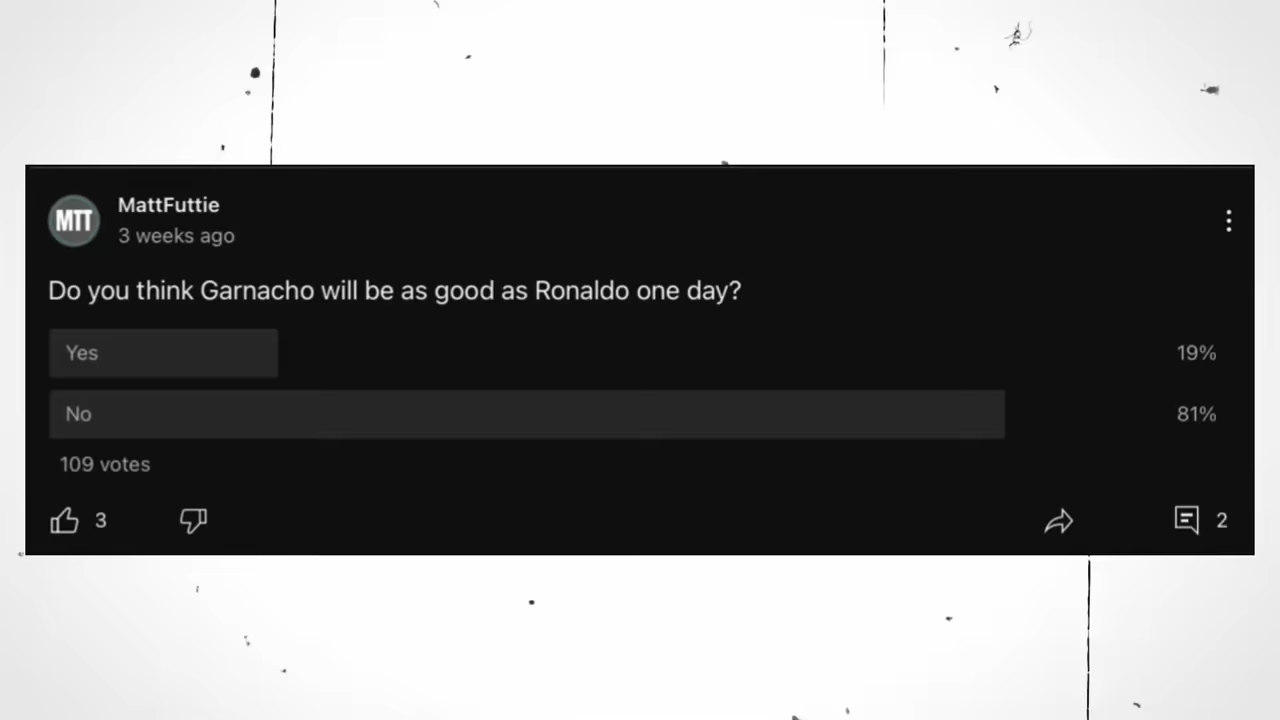 MTT
MattFuttie
3 weeks ago
Do you think Garnacho will be as good as Ronaldo one day?
Yes 19%
No 81%
109 votes
3 2